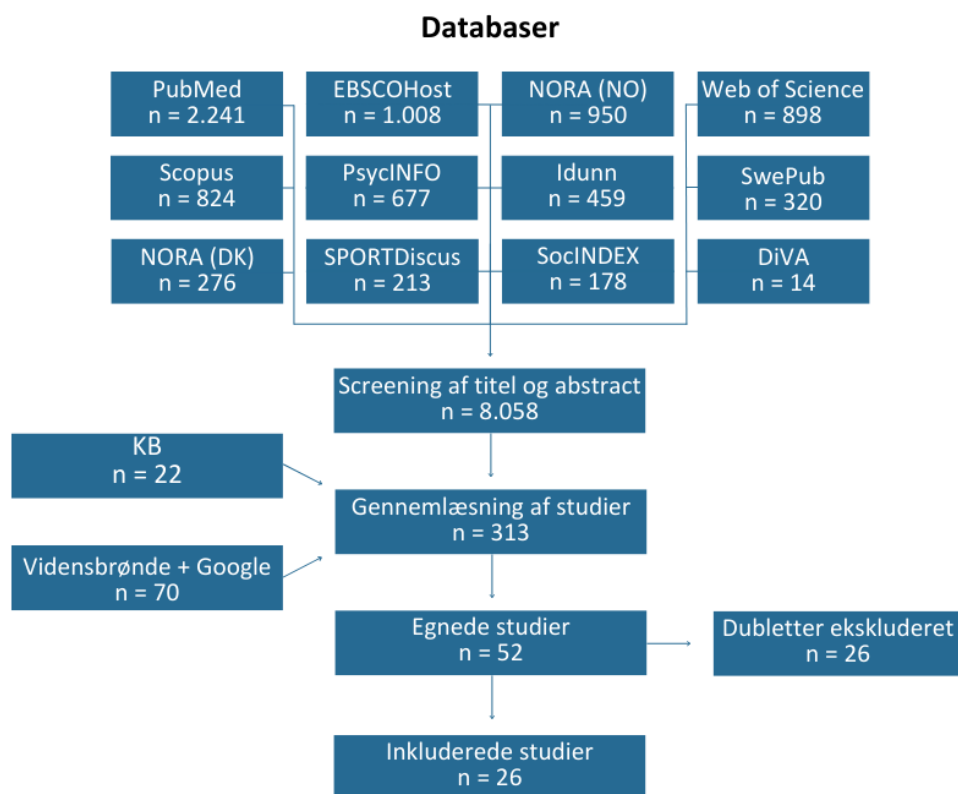 Databaser
PubMed
n = 2.241
EBSCOHost
n = 1.008
NORA (NO)
n = 950
Web of Science
n = 898
Scopus
n = 824
PsycINFO
n = 677
Idunn
n = 459
SwePub
n = 320
NORA (DK)
n = 276
SPORTDiscus
n = 213
SocINDEX
n = 178
DiVA
n = 14
Screening af titel og abstract
n = 8.058
KB
n = 22
Gennemlæsning af studier
n = 313
Vidensbrønde + Google
n = 70
Egnede studier
n = 52
Dubletter ekskluderet
n = 26
Inkluderede studier
n = 26